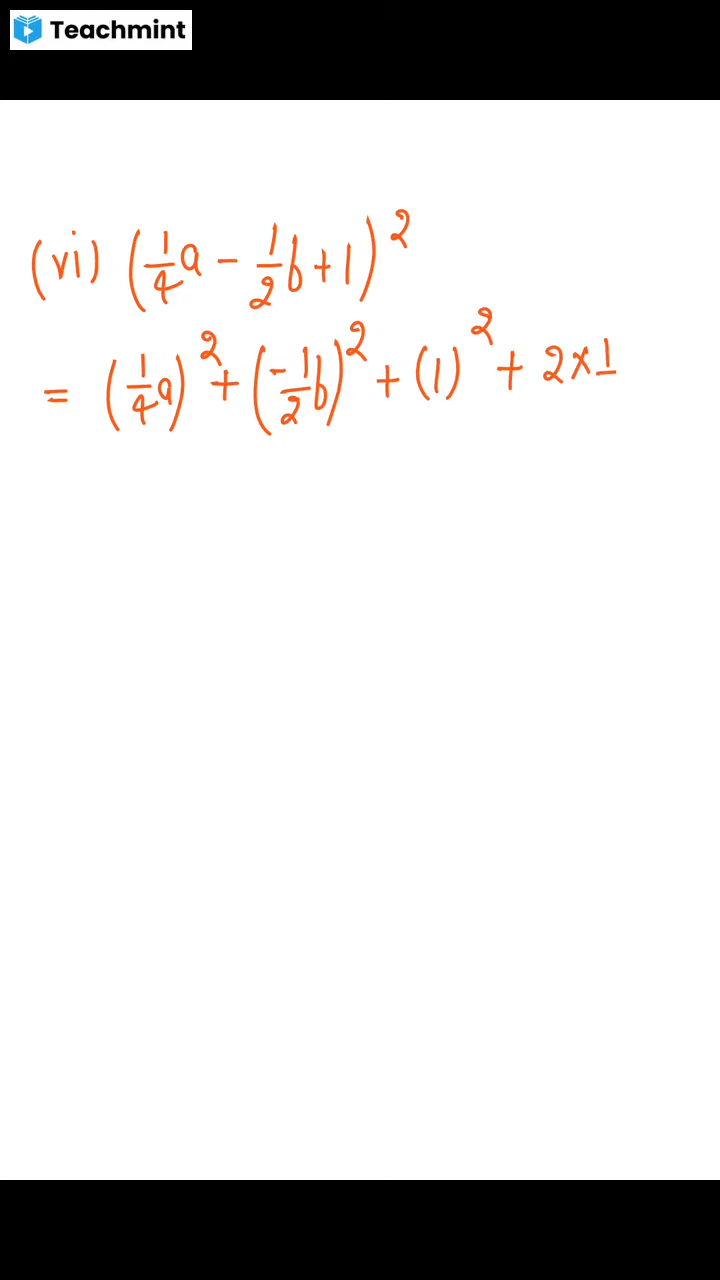 Teachmint
(vi) (1/4 a - 1/2 b + 1)²
= (1/4 a)² + (-1/2 b)² + (1)² + 2 × 1